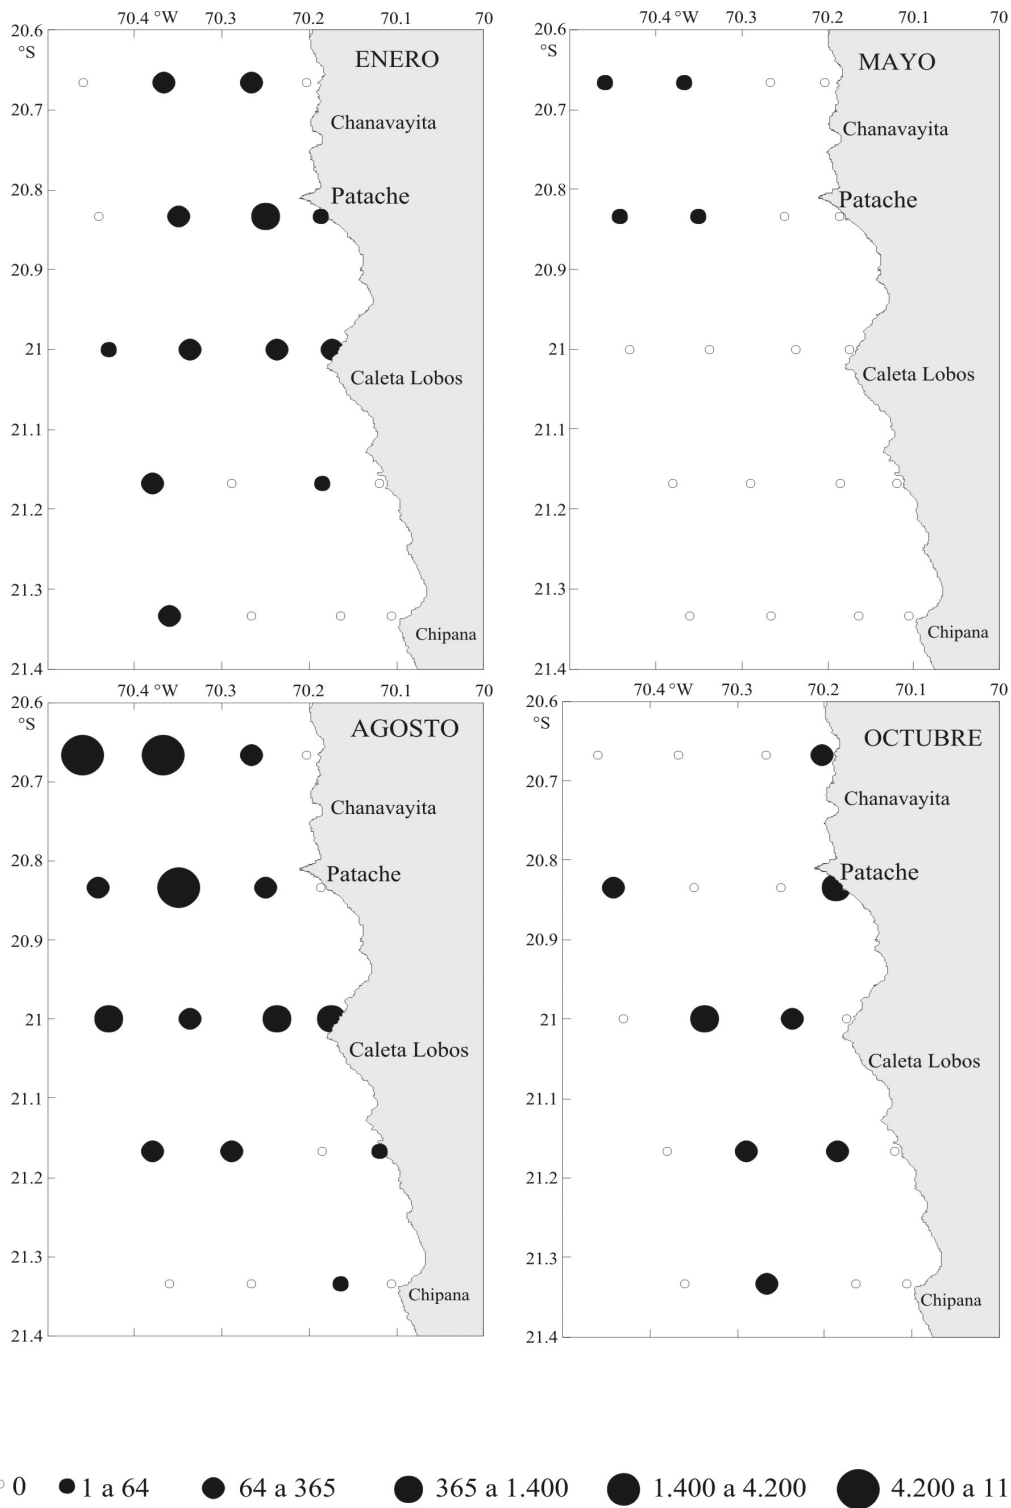 70.4 °W 70.3 70.2 70.1 70
20.6
°S
ENERO
20.7
Chanavayita
20.8
Patache
20.9
21
Caleta Lobos
21.1
21.2
21.3
Chipana
21.4
70.4 °W 70.3 70.2 70.1 70
20.6
°S
MAYO
20.7
Chanavayita
20.8
Patache
20.9
21
Caleta Lobos
21.1
21.2
21.3
Chipana
21.4
70.4 °W 70.3 70.2 70.1 70
20.6
°S
AGOSTO
20.7
Chanavayita
20.8
Patache
20.9
21
Caleta Lobos
21.1
21.2
21.3
Chipana
21.4
70.4 °W 70.3 70.2 70.1 70
20.6
°S
OCTUBRE
20.7
Chanavayita
20.8
Patache
20.9
21
Caleta Lobos
21.1
21.2
21.3
Chipana
21.4
0 1 a 64 64 a 365 365 a 1.400 1.400 a 4.200 4.200 a 11